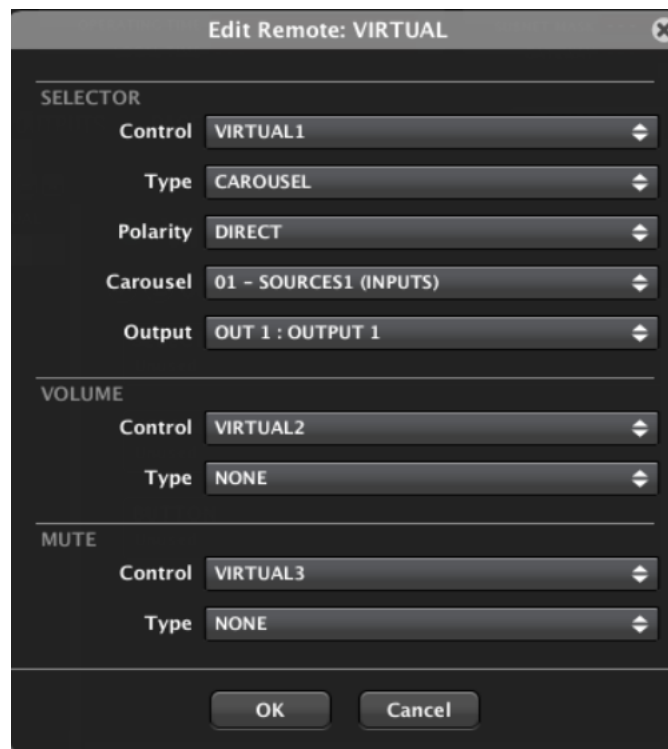 Edit Remote: VIRTUAL
SELECTOR
Control VIRTUAL1
Type CAROUSEL
Polarity DIRECT
Carousel 01 – SOURCES1 (INPUTS)
Output OUT 1 : OUTPUT 1
VOLUME
Control VIRTUAL2
Type NONE
MUTE
Control VIRTUAL3
Type NONE
OK Cancel